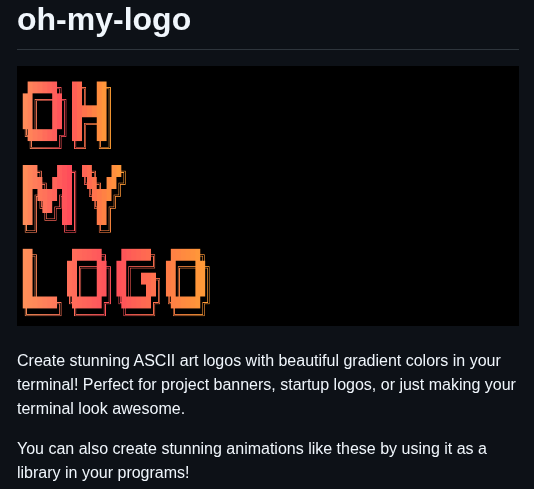 oh-my-logo
OH
MY
LOGO
Create stunning ASCII art logos with beautiful gradient colors in your
terminal! Perfect for project banners, startup logos, or just making your
terminal look awesome.
You can also create stunning animations like these by using it as a
library in your programs!